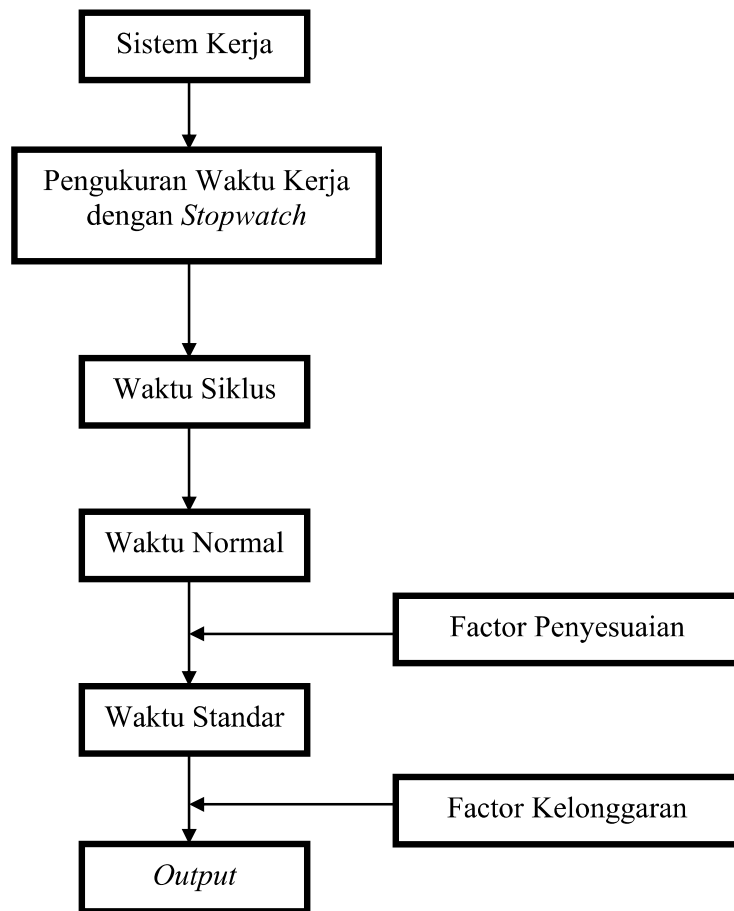 Sistem Kerja
Pengukuran Waktu Kerja
dengan Stopwatch
Waktu Siklus
Waktu Normal
Factor Penyesuaian
Waktu Standar
Factor Kelonggaran
Output